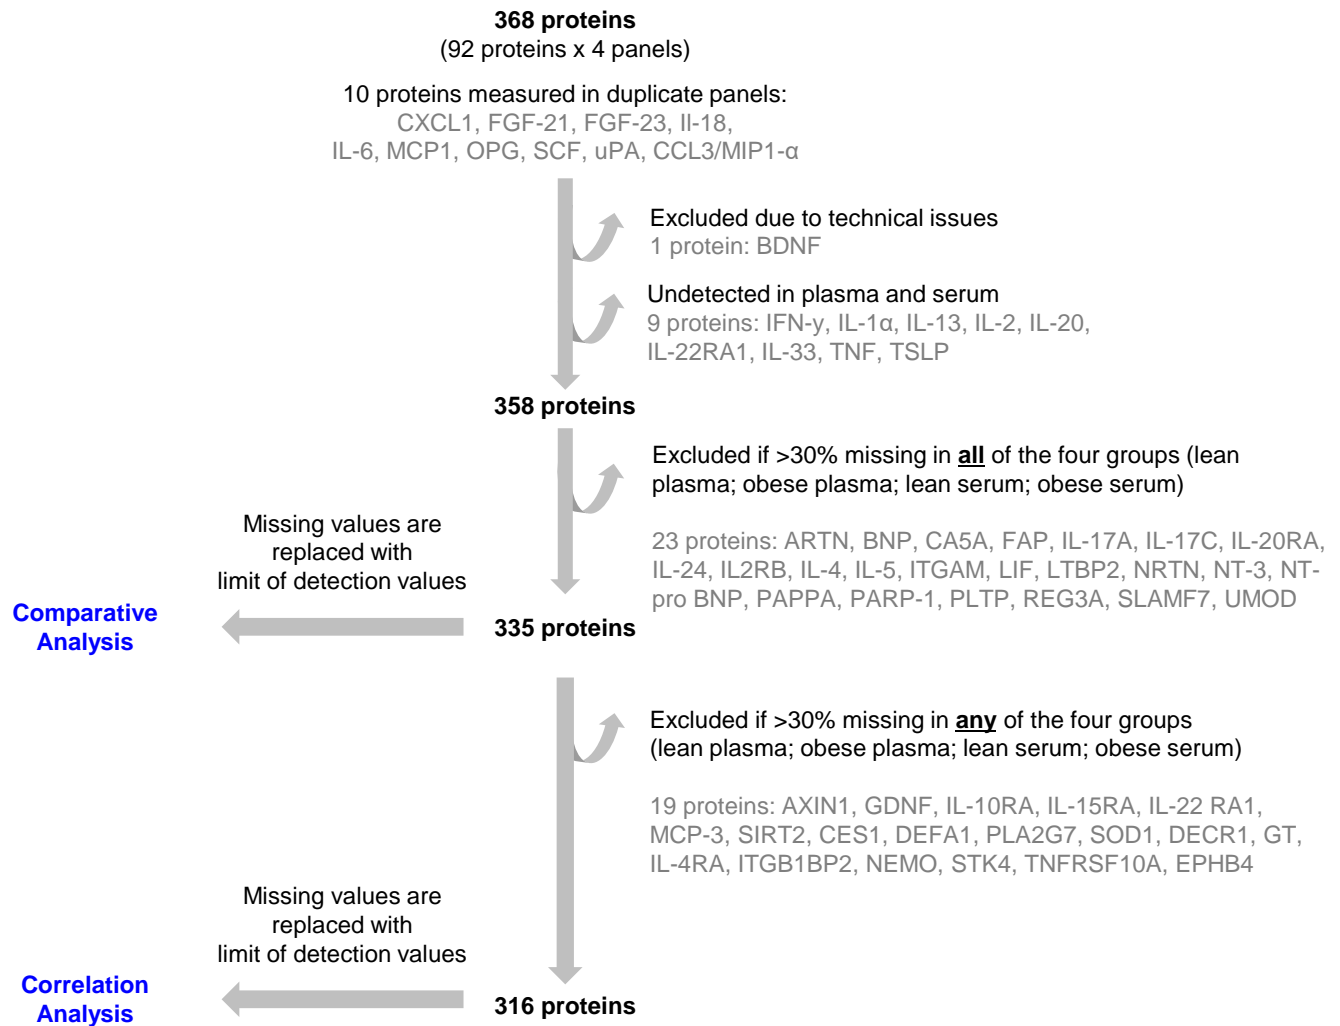 368 proteins
(92 proteins x 4 panels)
10 proteins measured in duplicate panels:
CXCL1, FGF-21, FGF-23, Il-18,
IL-6, MCP1, OPG, SCF, uPA, CCL3/MIP1-α
Excluded due to technical issues
1 protein: BDNF
Undetected in plasma and serum
9 proteins: IFN-y, IL-1α, IL-13, IL-2, IL-20,
IL-22RA1, IL-33, TNF, TSLP
358 proteins
Excluded if >30% missing in all of the four groups (lean
plasma; obese plasma; lean serum; obese serum)
23 proteins: ARTN, BNP, CA5A, FAP, IL-17A, IL-17C, IL-20RA,
IL-24, IL2RB, IL-4, IL-5, ITGAM, LIF, LTBP2, NRTN, NT-3, NT-
pro BNP, PAPPA, PARP-1, PLTP, REG3A, SLAMF7, UMOD
Missing values are
replaced with
limit of detection values
Comparative
Analysis
335 proteins
Excluded if >30% missing in any of the four groups
(lean plasma; obese plasma; lean serum; obese serum)
19 proteins: AXIN1, GDNF, IL-10RA, IL-15RA, IL-22 RA1,
MCP-3, SIRT2, CES1, DEFA1, PLA2G7, SOD1, DECR1, GT,
IL-4RA, ITGB1BP2, NEMO, STK4, TNFRSF10A, EPHB4
Missing values are
replaced with
limit of detection values
Correlation
Analysis
316 proteins